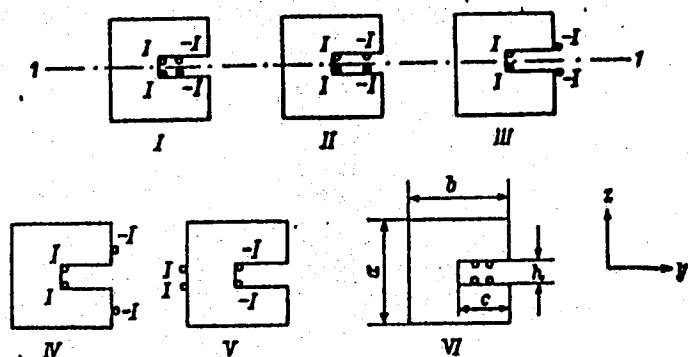 I -I I -I I -I
1 1
I -I I -I I -I
I II III
I -I I -I b z
I -I I -I a h y
c
IV V VI